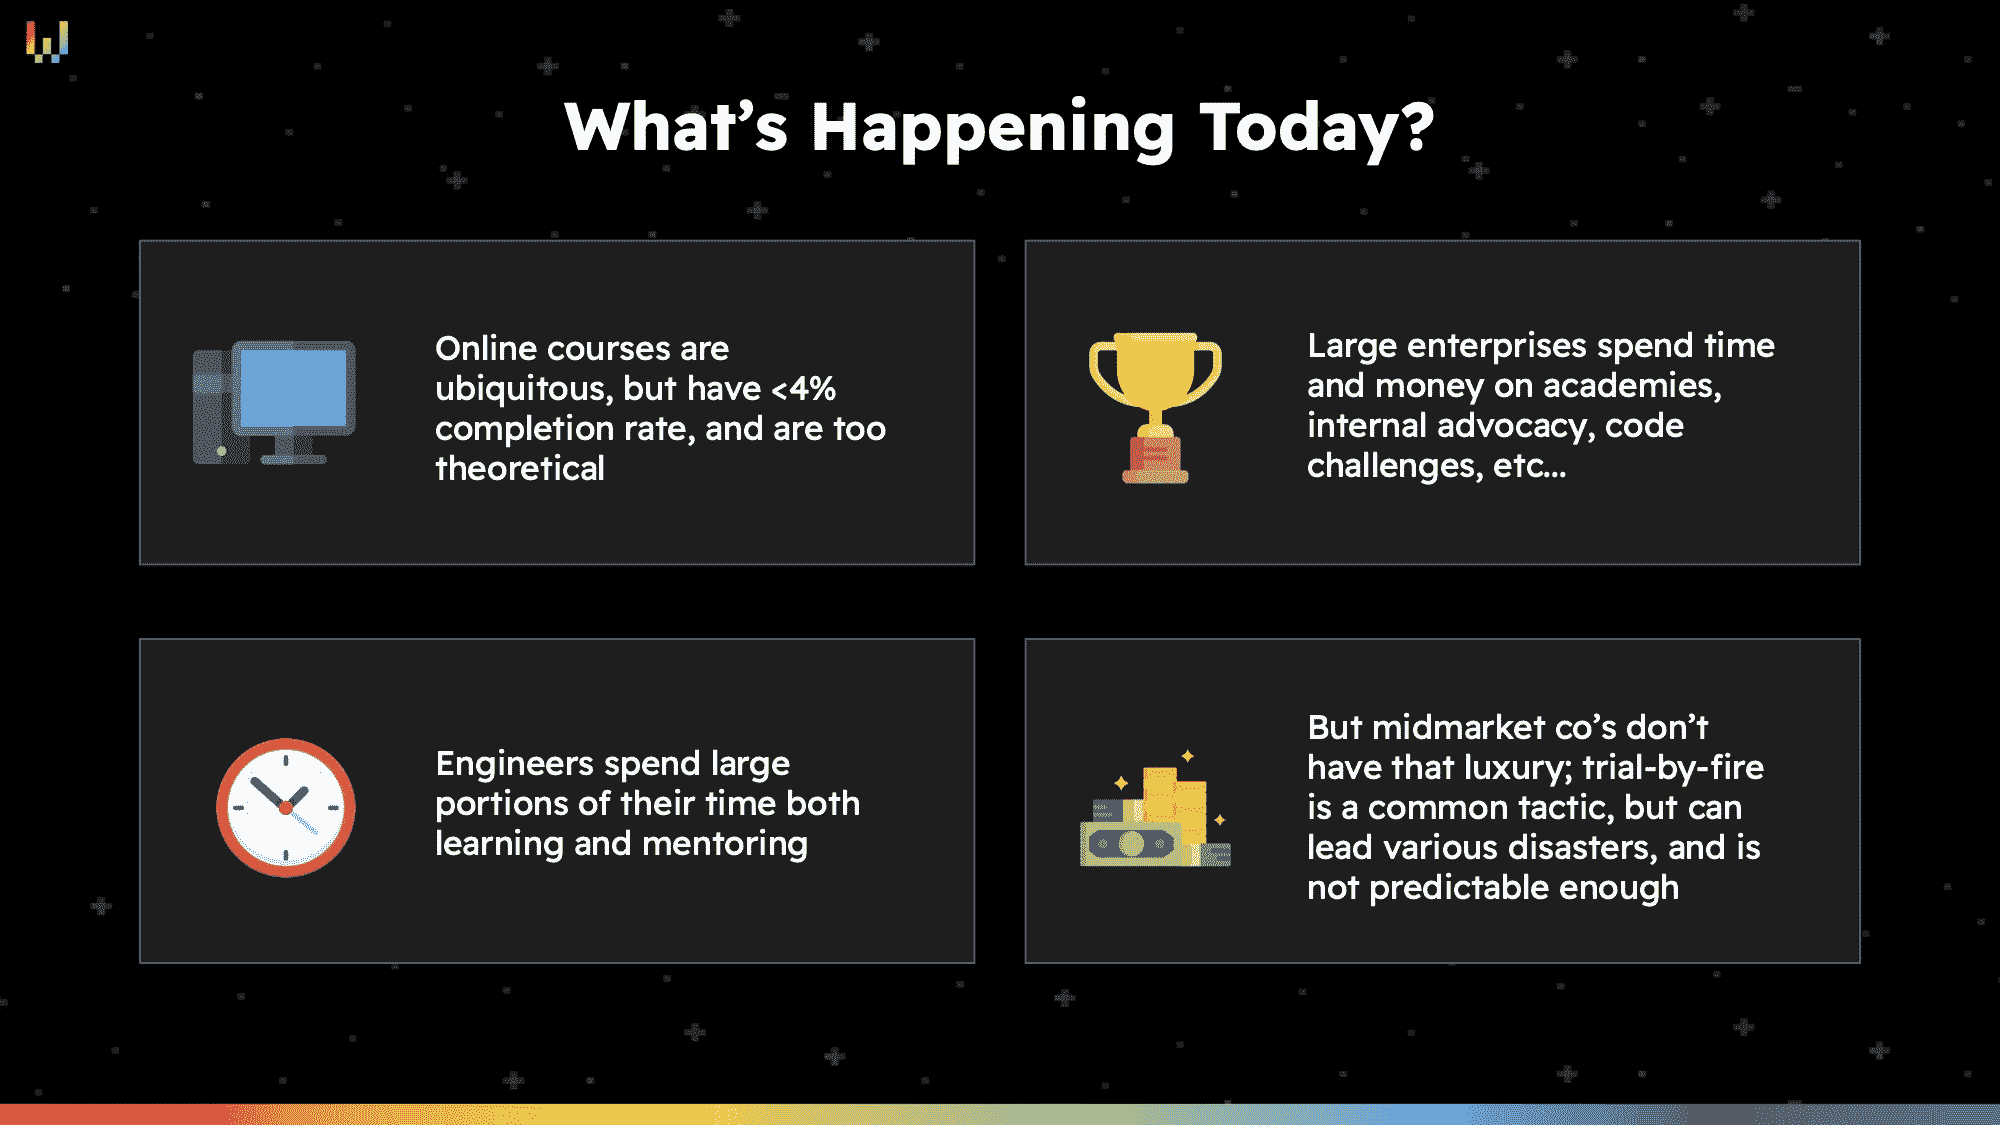 What’s Happening Today?
Online courses are
ubiquitous, but have <4%
completion rate, and are too
theoretical
Large enterprises spend time
and money on academies,
internal advocacy, code
challenges, etc...
Engineers spend large
portions of their time both
learning and mentoring
But midmarket co’s don’t
have that luxury; trial-by-fire
is a common tactic, but can
lead various disasters, and is
not predictable enough